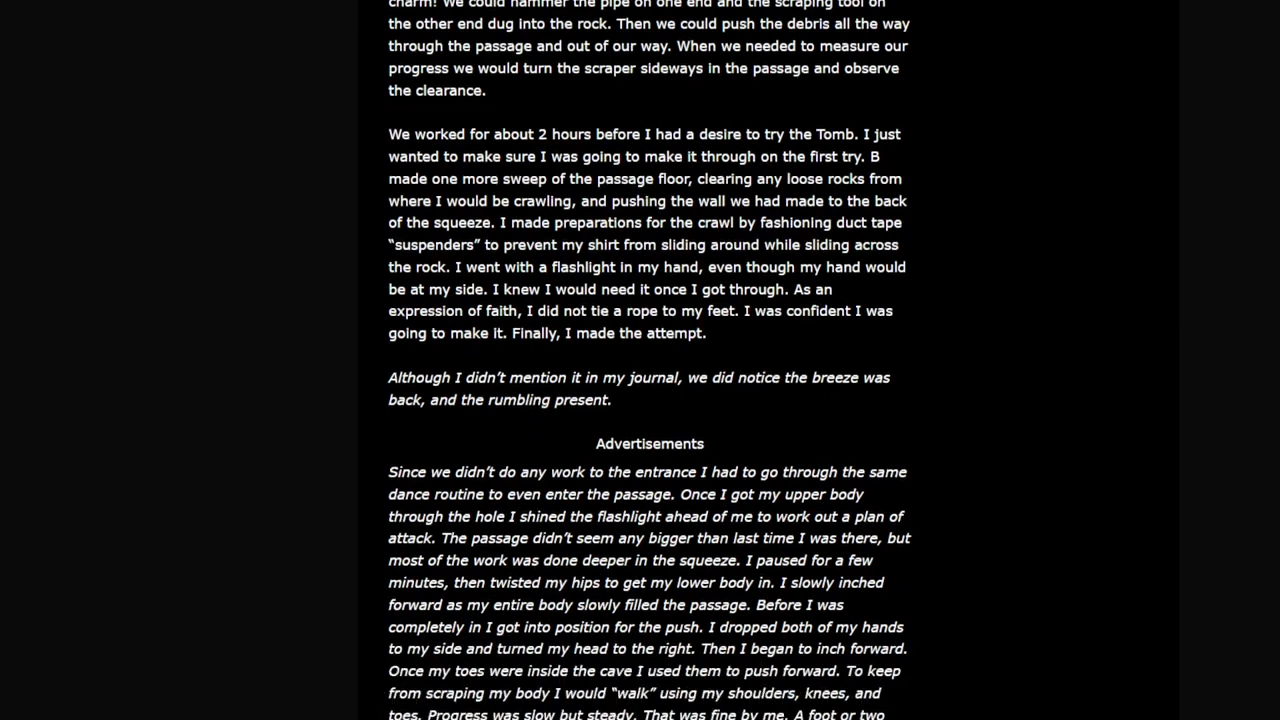 charm! We could hammer the pipe on one end and the scraping tool on
the other end dug into the rock. Then we could push the debris all the way
through the passage and out of our way. When we needed to measure our
progress we would turn the scraper sideways in the passage and observe
the clearance.
We worked for about 2 hours before I had a desire to try the Tomb. I just
wanted to make sure I was going to make it through on the first try. B
made one more sweep of the passage floor, clearing any loose rocks from
where I would be crawling, and pushing the wall we had made to the back
of the squeeze. I made preparations for the crawl by fashioning duct tape
“suspenders” to prevent my shirt from sliding around while sliding across
the rock. I went with a flashlight in my hand, even though my hand would
be at my side. I knew I would need it once I got through. As an
expression of faith, I did not tie a rope to my feet. I was confident I was
going to make it. Finally, I made the attempt.
Although I didn’t mention it in my journal, we did notice the breeze was
back, and the rumbling present.
Advertisements
Since we didn’t do any work to the entrance I had to go through the same
dance routine to even enter the passage. Once I got my upper body
through the hole I shined the flashlight ahead of me to work out a plan of
attack. The passage didn’t seem any bigger than last time I was there, but
most of the work was done deeper in the squeeze. I paused for a few
minutes, then twisted my hips to get my lower body in. I slowly inched
forward as my entire body slowly filled the passage. Before I was
completely in I got into position for the push. I dropped both of my hands
to my side and turned my head to the right. Then I began to inch forward.
Once my toes were inside the cave I used them to push forward. To keep
from scraping my body I would “walk” using my shoulders, knees, and
toes. Progress was slow but steady. That was fine by me. A foot or two